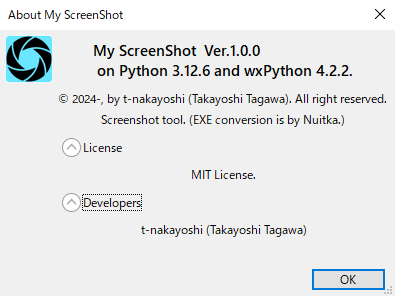 About My ScreenShot
My ScreenShot Ver.1.0.0
on Python 3.12.6 and wxPython 4.2.2.
© 2024-, by t-nakayoshi (Takayoshi Tagawa). All right reserved.
Screenshot tool. (EXE conversion is by Nuitka.)
License
MIT License.
Developers
t-nakayoshi (Takayoshi Tagawa)
OK